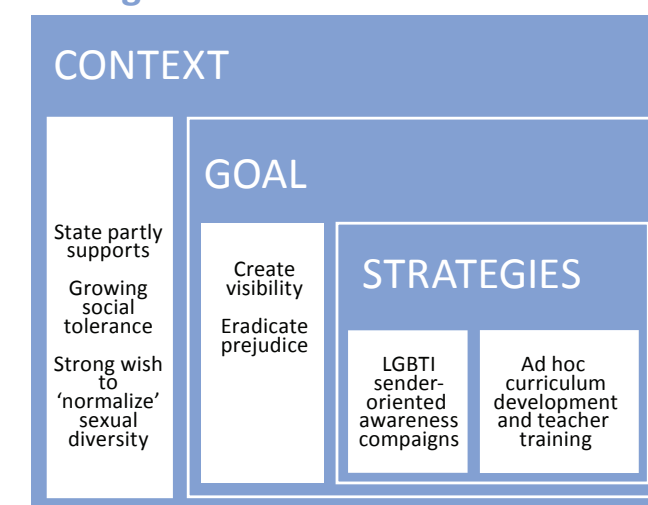 CONTEXT
State partly
supports
Growing
social
tolerance
Strong wish
to
‘normalize’
sexual
diversity
GOAL
Create
visibility
Eradicate
prejudice
STRATEGIES
LGBTI
sender-
oriented
awareness
compaigns
Ad hoc
curriculum
development
and teacher
training